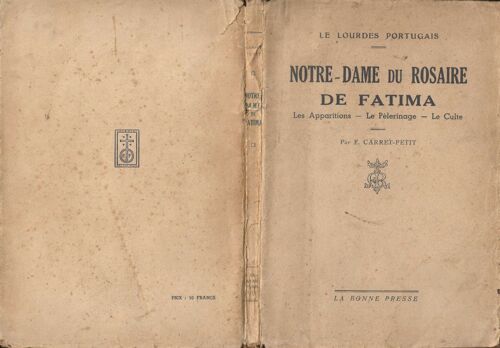 PRIX : 10 FRANCS
NOTRE-
DAME
DE
FATIMA
LE LOURDES PORTUGAIS
NOTRE-DAME DU ROSAIRE
DE FATIMA
Les Apparitions — Le Pèlerinage — Le Culte
Par E. CARRET-PETIT
LA BONNE PRESSE